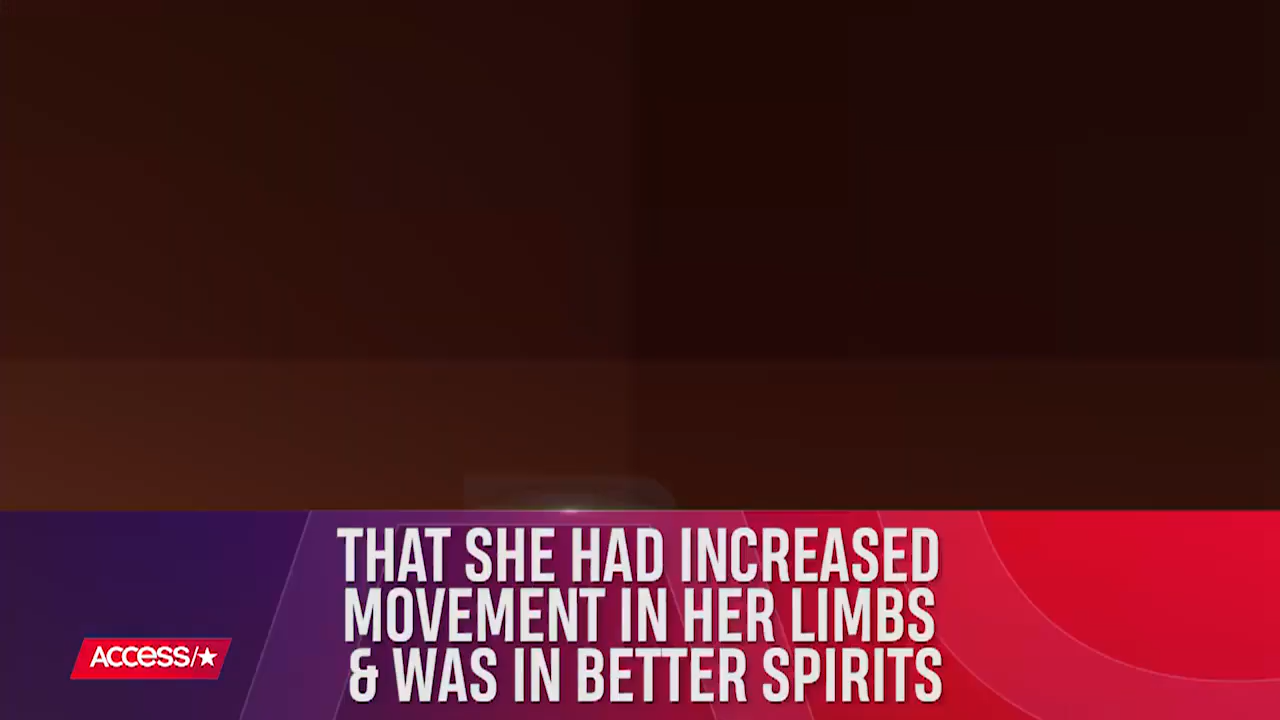 THAT SHE HAD INCREASED
MOVEMENT IN HER LIMBS
& WAS IN BETTER SPIRITS
ACCESS/★